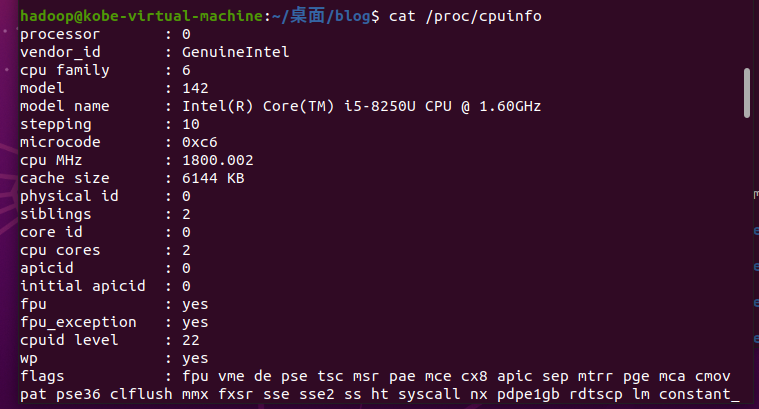 hadoop@kobe-virtual-machine:~/桌面/blog$ cat /proc/cpuinfo
processor : 0
vendor_id : GenuineIntel
cpu family : 6
model : 142
model name : Intel(R) Core(TM) i5-8250U CPU @ 1.60GHz
stepping : 10
microcode : 0xc6
cpu MHz : 1800.002
cache size : 6144 KB
physical id : 0
siblings : 2
core id : 0
cpu cores : 2
apicid : 0
initial apicid : 0
fpu : yes
fpu_exception : yes
cpuid level : 22
wp : yes
flags : fpu vme de pse tsc msr pae mce cx8 apic sep mtrr pge mca cmov
pat pse36 clflush mmx fxsr sse sse2 ss ht syscall nx pdpe1gb rdtscp lm constant_